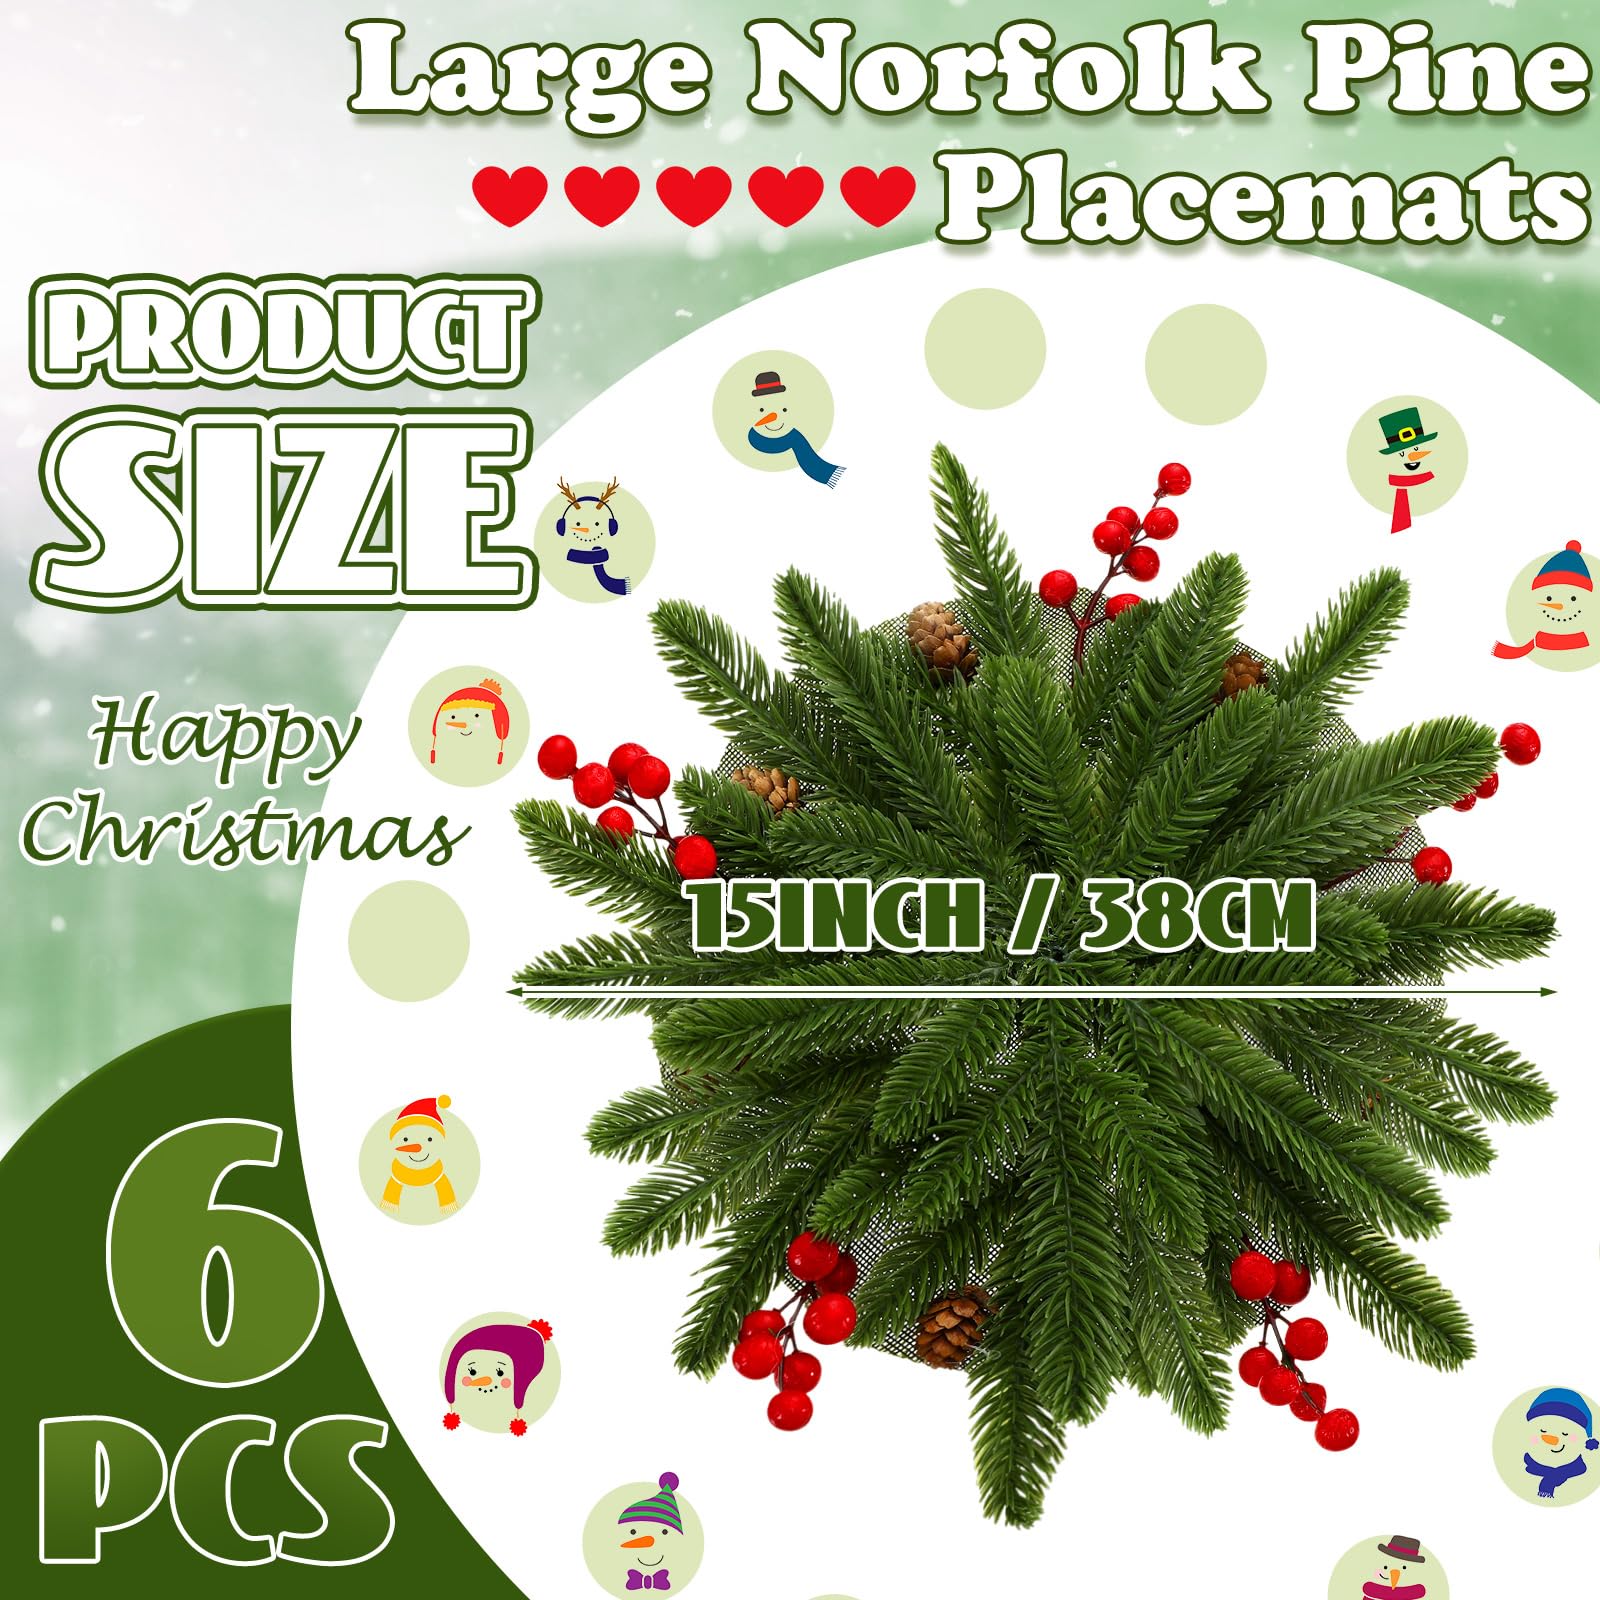 Large Norfolk Pine
Placemats
PRODUCT
SIZE
Happy
Christmas
15INCH / 38CM
6
PCS